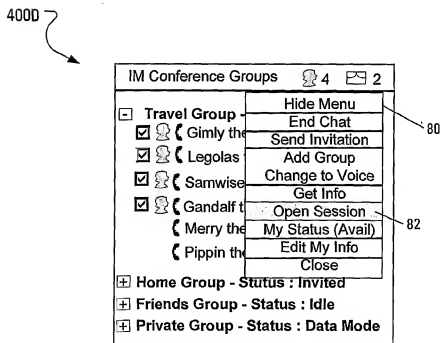 400D
IM Conference Groups 4 2
Travel Group -
Gimly the
Legolas
Samwise
Gandalf t
Merry the
Pippin the
Hide Menu
End Chat
Send Invitation
Add Group
Change to Voice
Get Info
Open Session
My Status (Avail)
Edit My Info
Close
80
82
Home Group - Stutus : Invited
Friends Group - Status : Idle
Private Group - Status : Data Mode